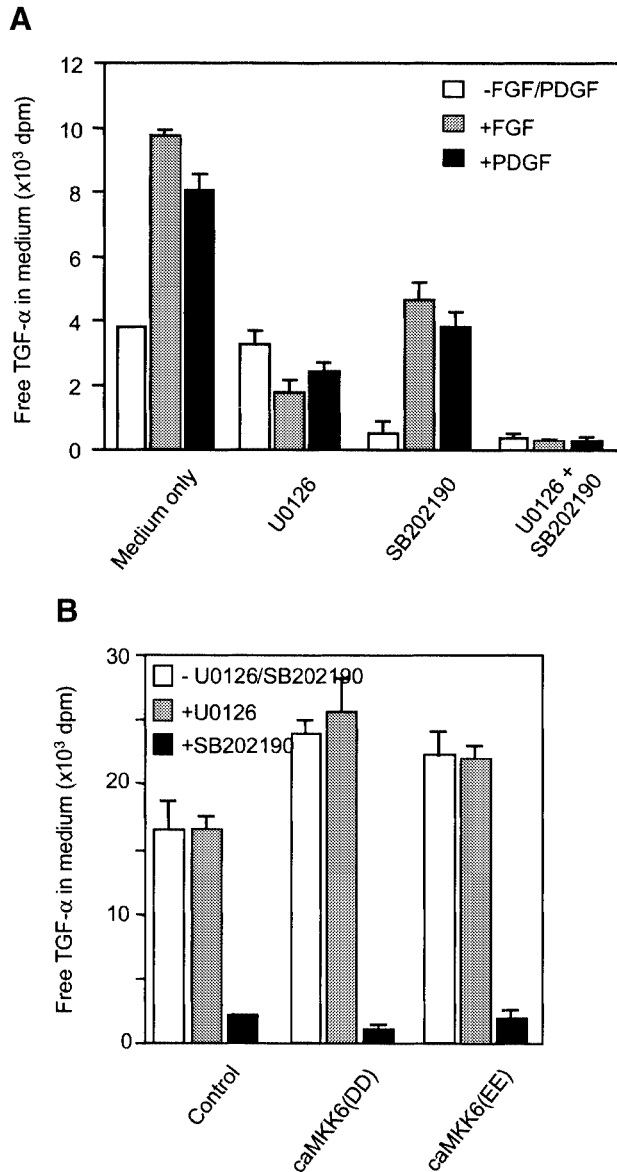 A
Free TGF-α in medium (x10³ dpm)
12
10
8
6
4
2
0
-FGF/PDGF
+FGF
+PDGF
Medium only
U0126
SB202190
U0126 +
SB202190
B
Free TGF-α in medium (x10³ dpm)
30
20
10
0
- U0126/SB202190
+U0126
+SB202190
Control
caMKK6(DD)
caMKK6(EE)